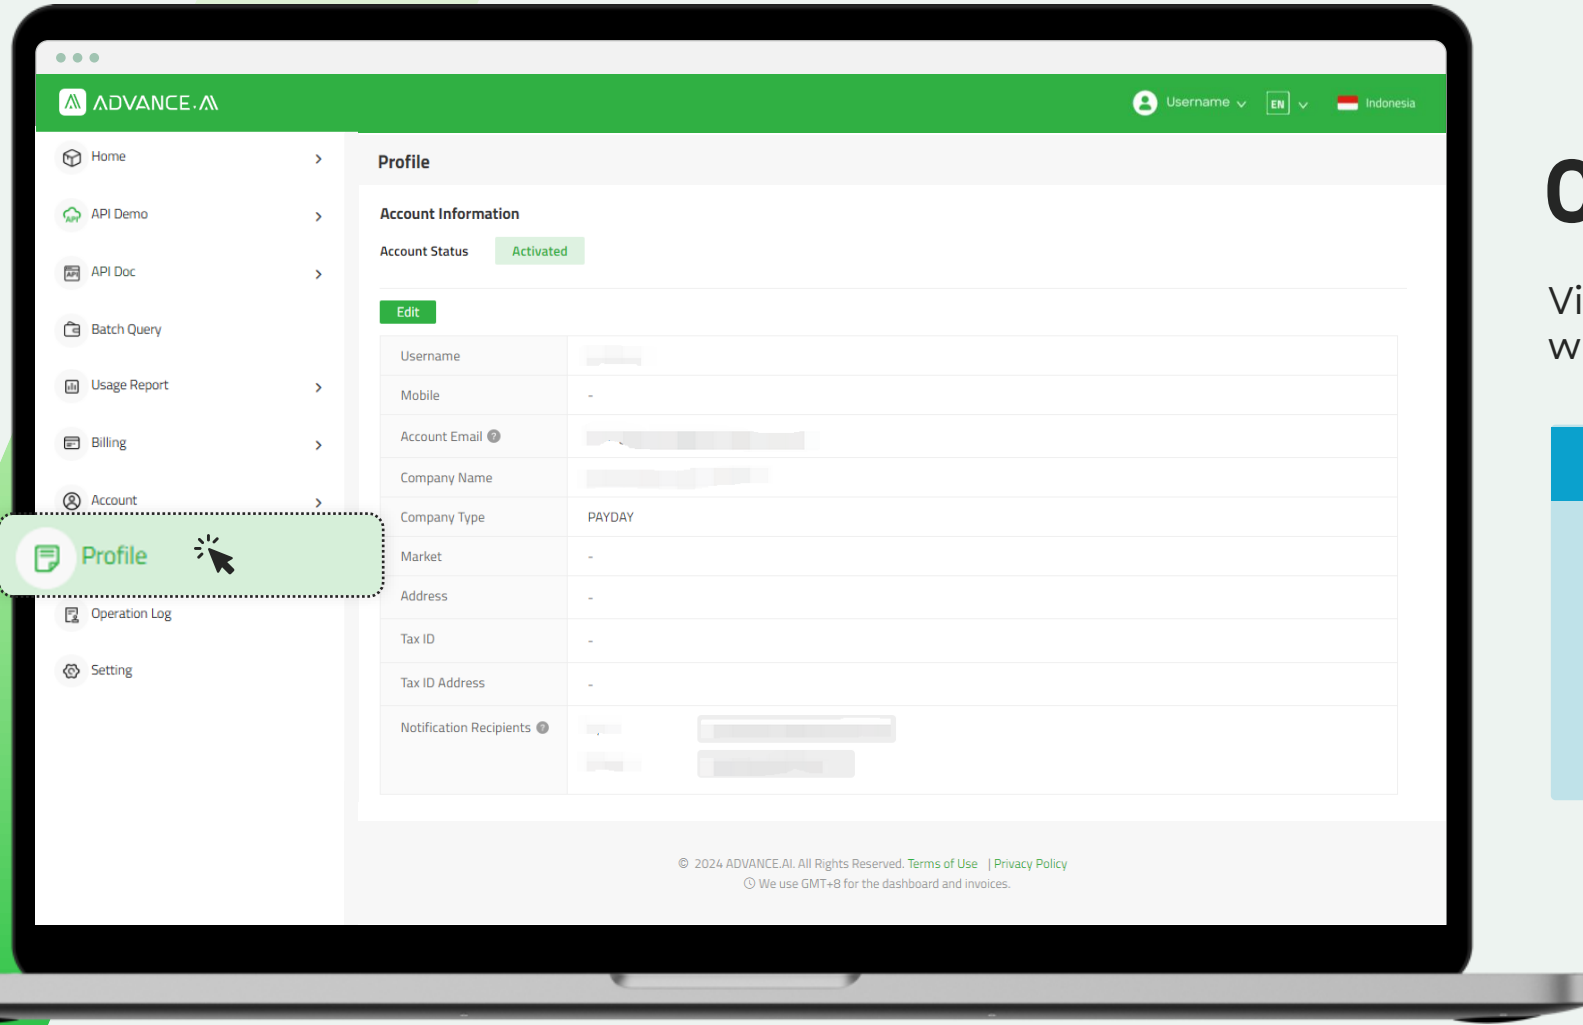 ADVANCE.AI
Username
EN
Indonesia
Home
API Demo
API Doc
Batch Query
Usage Report
Billing
Account
Profile
Operation Log
Setting
Profile
Account Information
Account Status Activated
Edit
Username
Mobile -
Account Email ?
Company Name
Company Type PAYDAY
Market -
Address -
Tax ID -
Tax ID Address -
Notification Recipients ?
© 2024 ADVANCE.AI. All Rights Reserved. Terms of Use | Privacy Policy
We use GMT+8 for the dashboard and invoices.
Vi
w